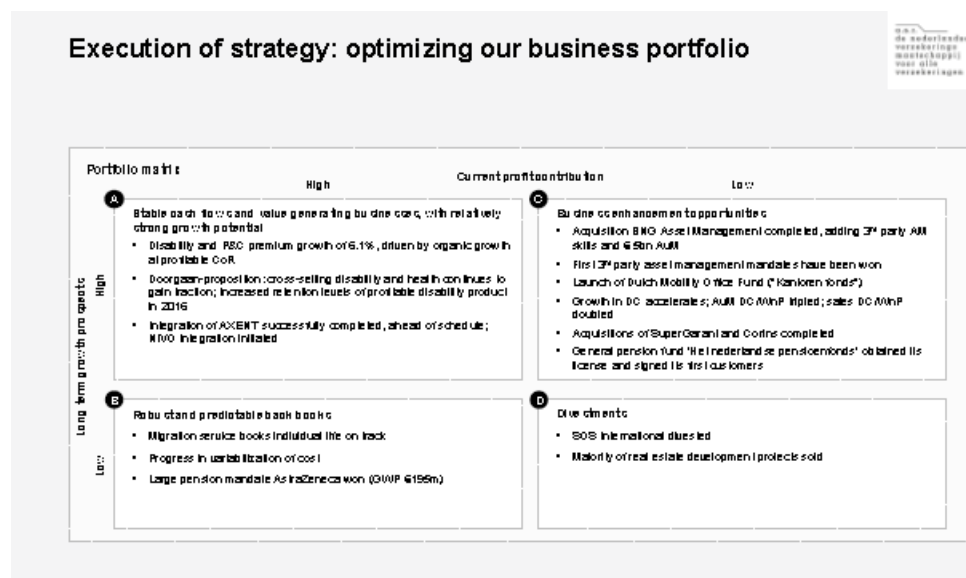 Execution of strategy: optimizing our business portfolio
a.s.r.
de nederlandse
verzekerings
maatschappij
voor alle
verzekeringen
Portfolio matrix
Current profit contribution
High
Low
Long term growth prospects
High
Low
A
Stable cash flows and value generating businesses, with relatively
strong growth potential
• Disability and P&C premium growth of 6.1%, driven by organic growth
at profitable CoR
• Doorgaan-proposition: cross-selling disability and health continues to
gain traction; increased retention levels of profitable disability product
in 2016
• Integration of AXENT successfully completed, ahead of schedule;
NIVO integration initiated
C
Business enhancement opportunities
• Acquisition BNG Asset Management completed, adding 3rd party AM
skills and €5bn AuM
• First 3rd party asset management mandates have been won
• Launch of Dutch Mobility Office Fund ("Kantoren fonds")
• Growth in DC accelerates; AuM DC/WnP tripled; sales DC/WnP
doubled
• Acquisitions of SuperGarant and Corins completed
• General pension fund 'Het nederlandse pensioenfonds' obtained its
license and signed its first customers
B
Robust and predictable back books
• Migration service books individual life on track
• Progress in variabilization of cost
• Large pension mandate AstraZeneca won (GWP €195m)
D
Divestments
• SOS International divested
• Majority of real estate development projects sold